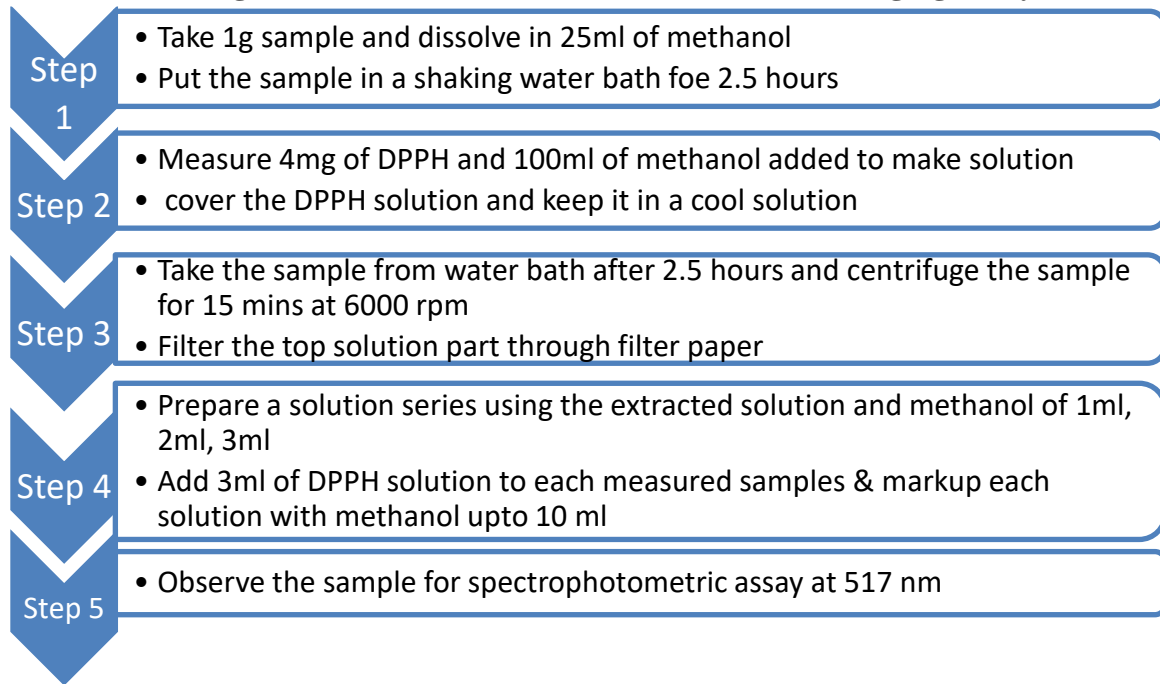 Step 1
• Take 1g sample and dissolve in 25ml of methanol
• Put the sample in a shaking water bath foe 2.5 hours
Step 2
• Measure 4mg of DPPH and 100ml of methanol added to make solution
• cover the DPPH solution and keep it in a cool solution
Step 3
• Take the sample from water bath after 2.5 hours and centrifuge the sample
for 15 mins at 6000 rpm
• Filter the top solution part through filter paper
Step 4
• Prepare a solution series using the extracted solution and methanol of 1ml,
2ml, 3ml
• Add 3ml of DPPH solution to each measured samples & markup each
solution with methanol upto 10 ml
Step 5
• Observe the sample for spectrophotometric assay at 517 nm